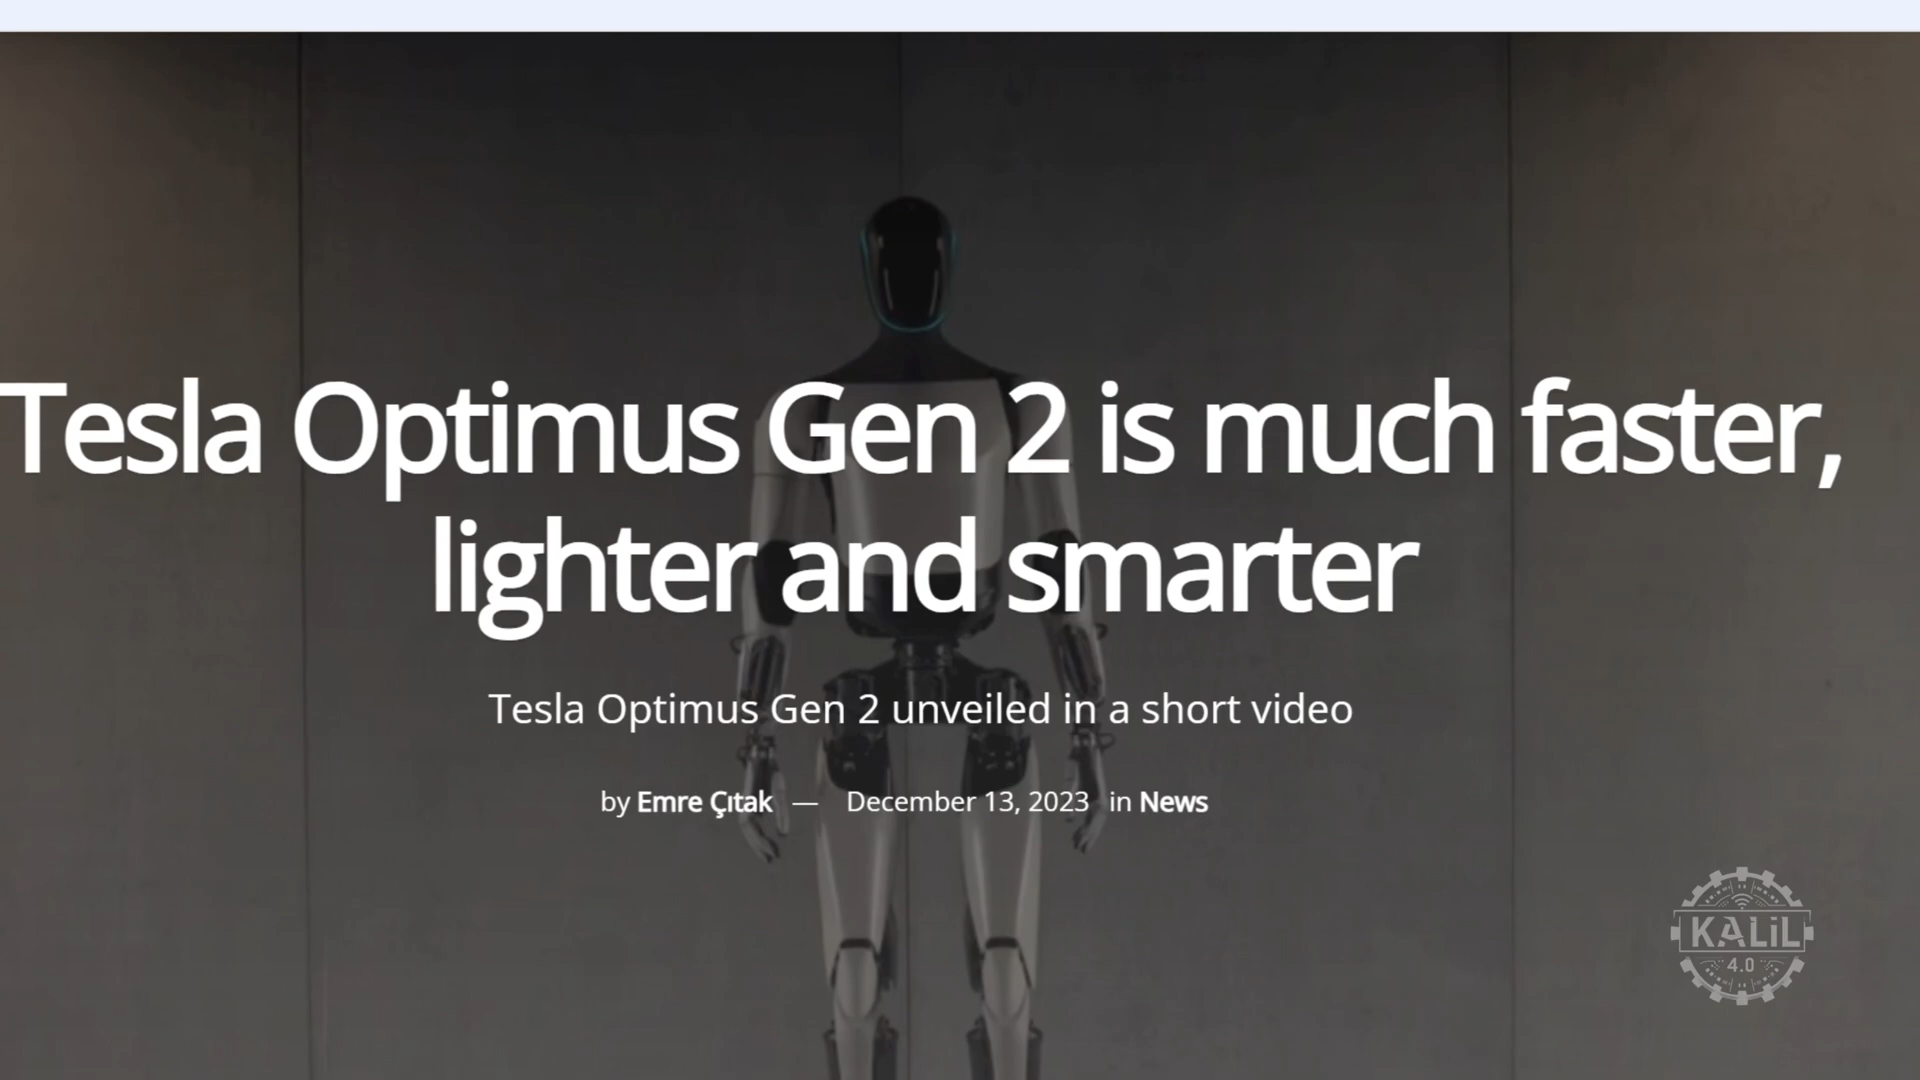 Tesla Optimus Gen 2 is much faster,
lighter and smarter
Tesla Optimus Gen 2 unveiled in a short video
by Emre Çıtak — December 13, 2023 in News
KALiL
4.0